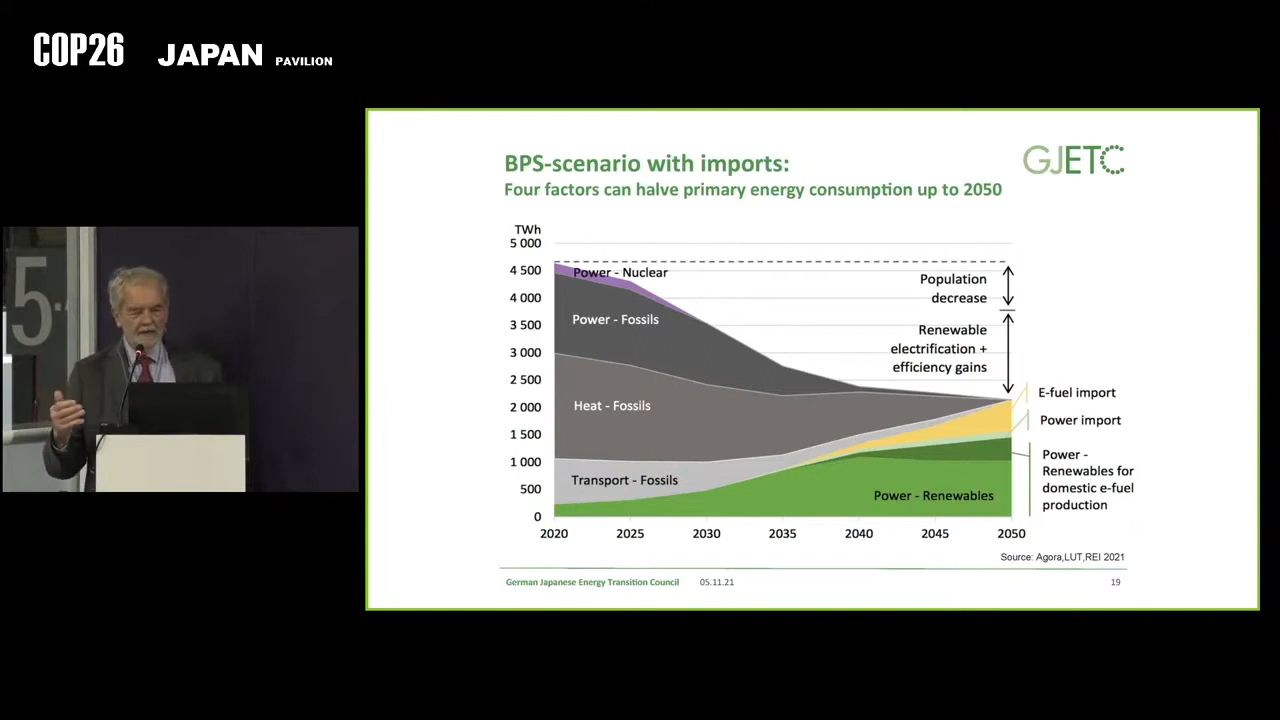 COP26 JAPAN PAVILION
5
BPS-scenario with imports:
Four factors can halve primary energy consumption up to 2050
GJETC
TWh
5 000
4 500
4 000
3 500
3 000
2 500
2 000
1 500
1 000
500
0
Power - Nuclear
Power - Fossils
Heat - Fossils
Transport - Fossils
Power - Renewables
Population
decrease
Renewable
electrification +
efficiency gains
E-fuel import
Power import
Power -
Renewables for
domestic e-fuel
production
2020 2025 2030 2035 2040 2045 2050
Source: Agora,LUT,REI 2021
German Japanese Energy Transition Council 05.11.21 19